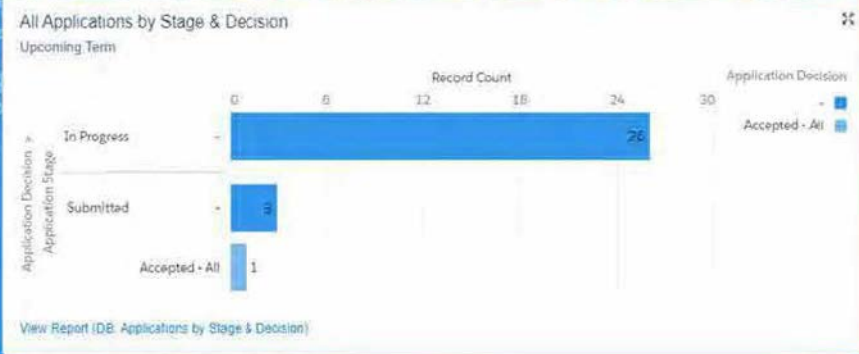 All Applications by Stage & Decision
Upcoming Term
Record Count
Application Decision
0 6 12 18 24 30
-
Accepted - All
Application Decision >
Application Stage
In Progress - 26
Submitted - 3
Accepted - All 1
View Report (DB: Applications by Stage & Decision)